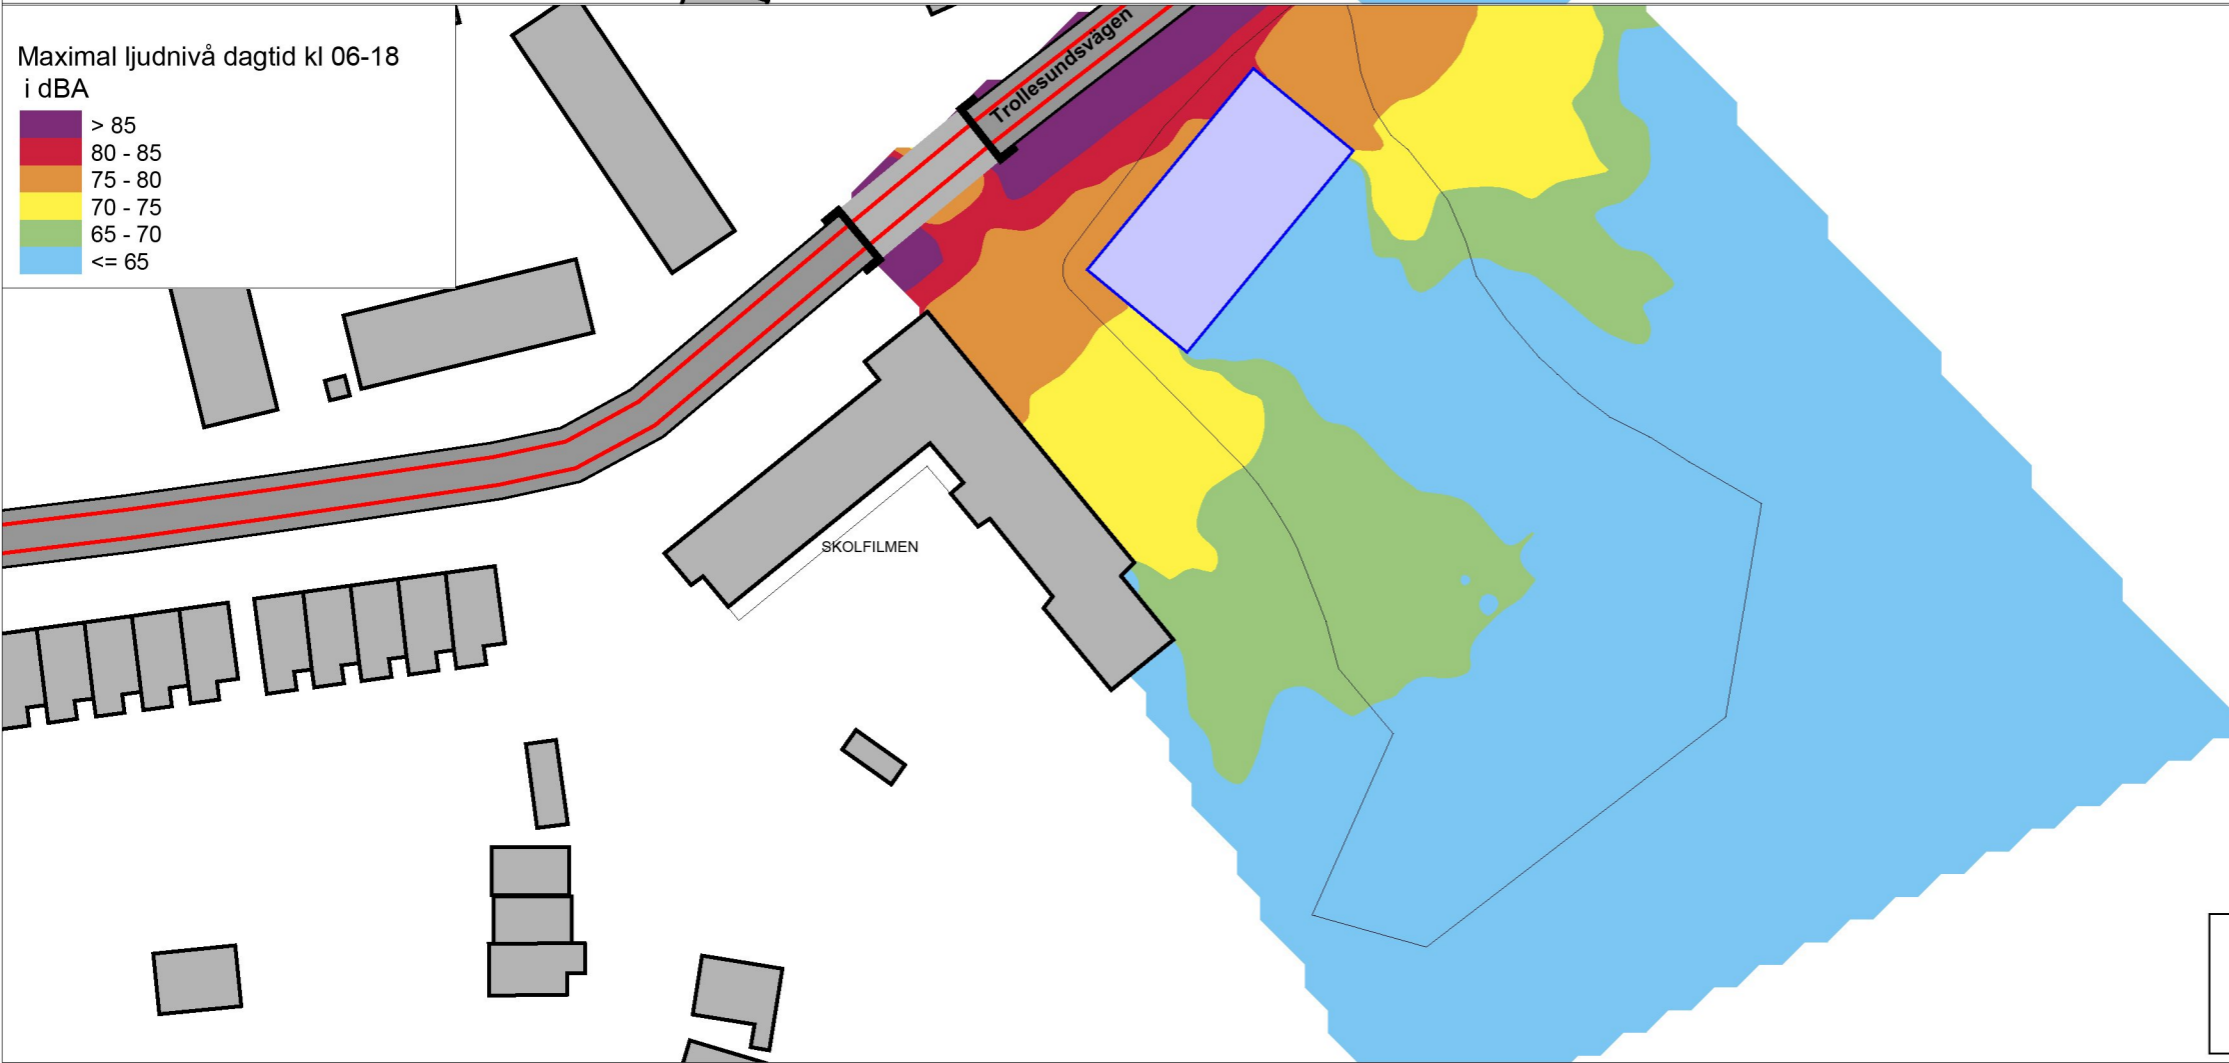 Maximal ljudnivå dagtid kl 06-18
i dBA
> 85
80 - 85
75 - 80
70 - 75
65 - 70
<= 65
Trollesundsvägen
SKOLFILMEN